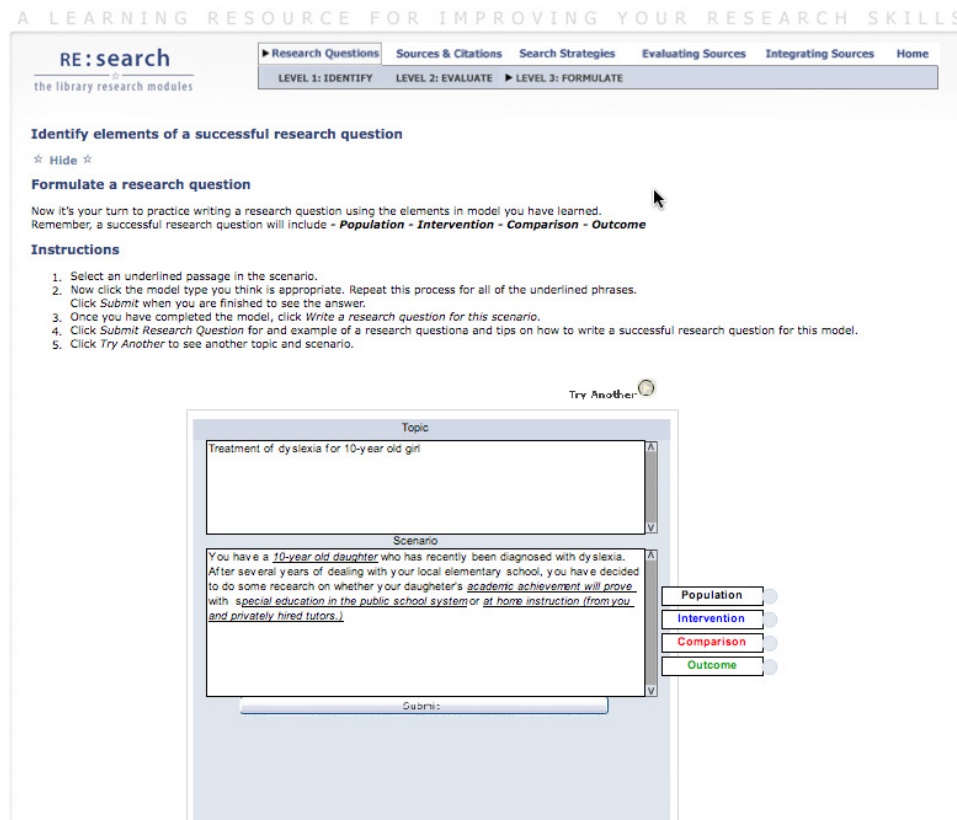 A LEARNING RESOURCE FOR IMPROVING YOUR RESEARCH SKILLS
RE:search
the library research modules
Research Questions Sources & Citations Search Strategies Evaluating Sources Integrating Sources Home
LEVEL 1: IDENTIFY LEVEL 2: EVALUATE LEVEL 3: FORMULATE
Identify elements of a successful research question
☆ Hide ☆
Formulate a research question
Now it's your turn to practice writing a research question using the elements in model you have learned.
Remember, a successful research question will include - Population - Intervention - Comparison - Outcome
Instructions
1. Select an underlined passage in the scenario.
2. Now click the model type you think is appropriate. Repeat this process for all of the underlined phrases.
Click Submit when you are finished to see the answer.
3. Once you have completed the model, click Write a research question for this scenario.
4. Click Submit Research Question for and example of a research questiona and tips on how to write a successful research question for this model.
5. Click Try Another to see another topic and scenario.
Try Another
Topic
Treatment of dyslexia for 10-year old girl
Scenario
You have a 10-year old daughter who has recently been diagnosed with dyslexia.
After several years of dealing with your local elementary school, you have decided
to do some recearch on whether your daugheter's academic achievement will prove
with special education in the public school system or at home instruction (from you
and privately hired tutors.)
Population
Intervention
Comparison
Outcome
Submit